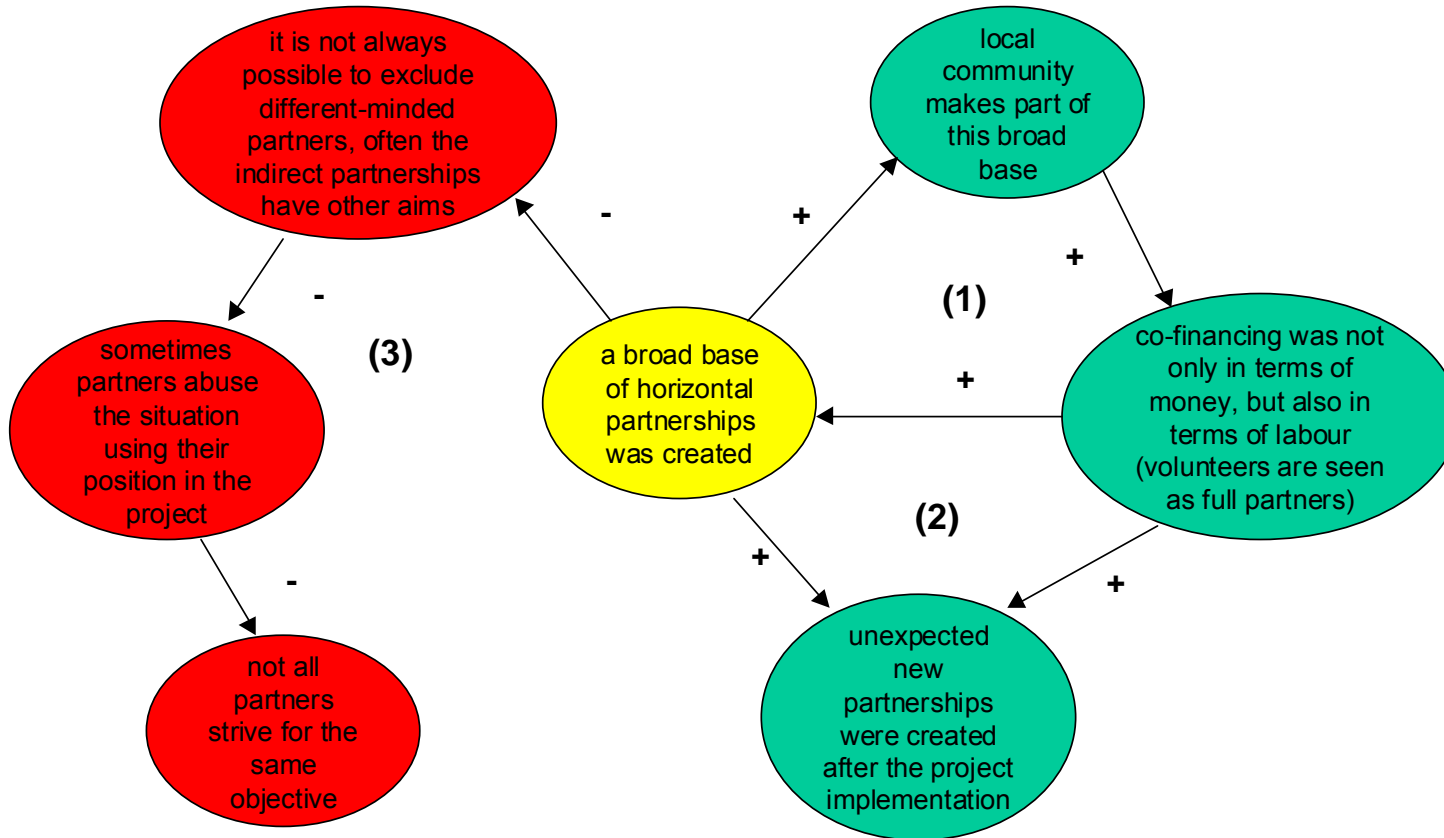 it is not always
possible to exclude
different-minded
partners, often the
indirect partnerships
have other aims
local
community
makes part of
this broad
base
-
+
+
-
(1)
(3)
sometimes
partners abuse
the situation
using their
position in the
project
a broad base
of horizontal
partnerships
was created
+
co-financing was not
only in terms of
money, but also in
terms of labour
(volunteers are seen
as full partners)
(2)
-
+
+
not all
partners
strive for the
same
objective
unexpected
new
partnerships
were created
after the project
implementation